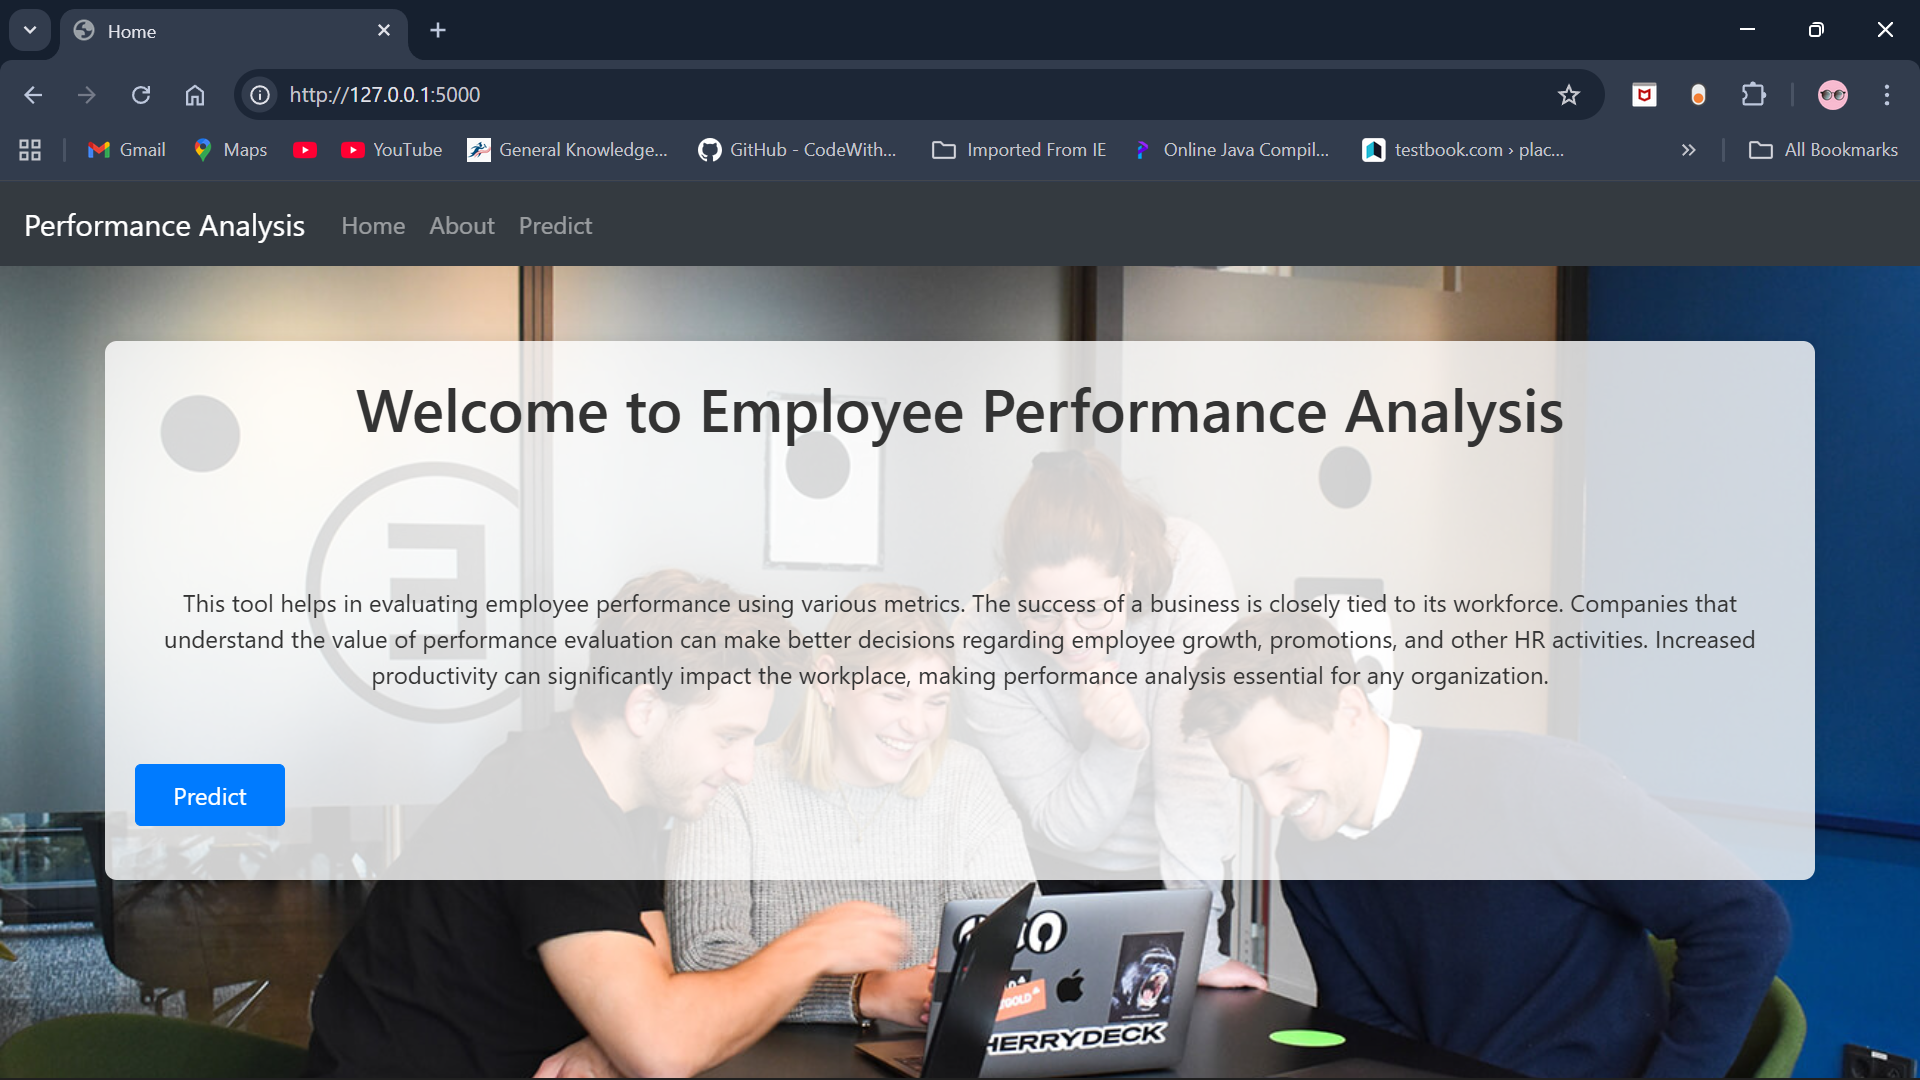 Home
http://127.0.0.1:5000
Gmail Maps YouTube General Knowledge... GitHub - CodeWith... Imported From IE Online Java Compil... testbook.com › plac... All Bookmarks
Performance Analysis Home About Predict
Welcome to Employee Performance Analysis
This tool helps in evaluating employee performance using various metrics. The success of a business is closely tied to its workforce. Companies that
understand the value of performance evaluation can make better decisions regarding employee growth, promotions, and other HR activities. Increased
productivity can significantly impact the workplace, making performance analysis essential for any organization.
Predict
HERRYDECK